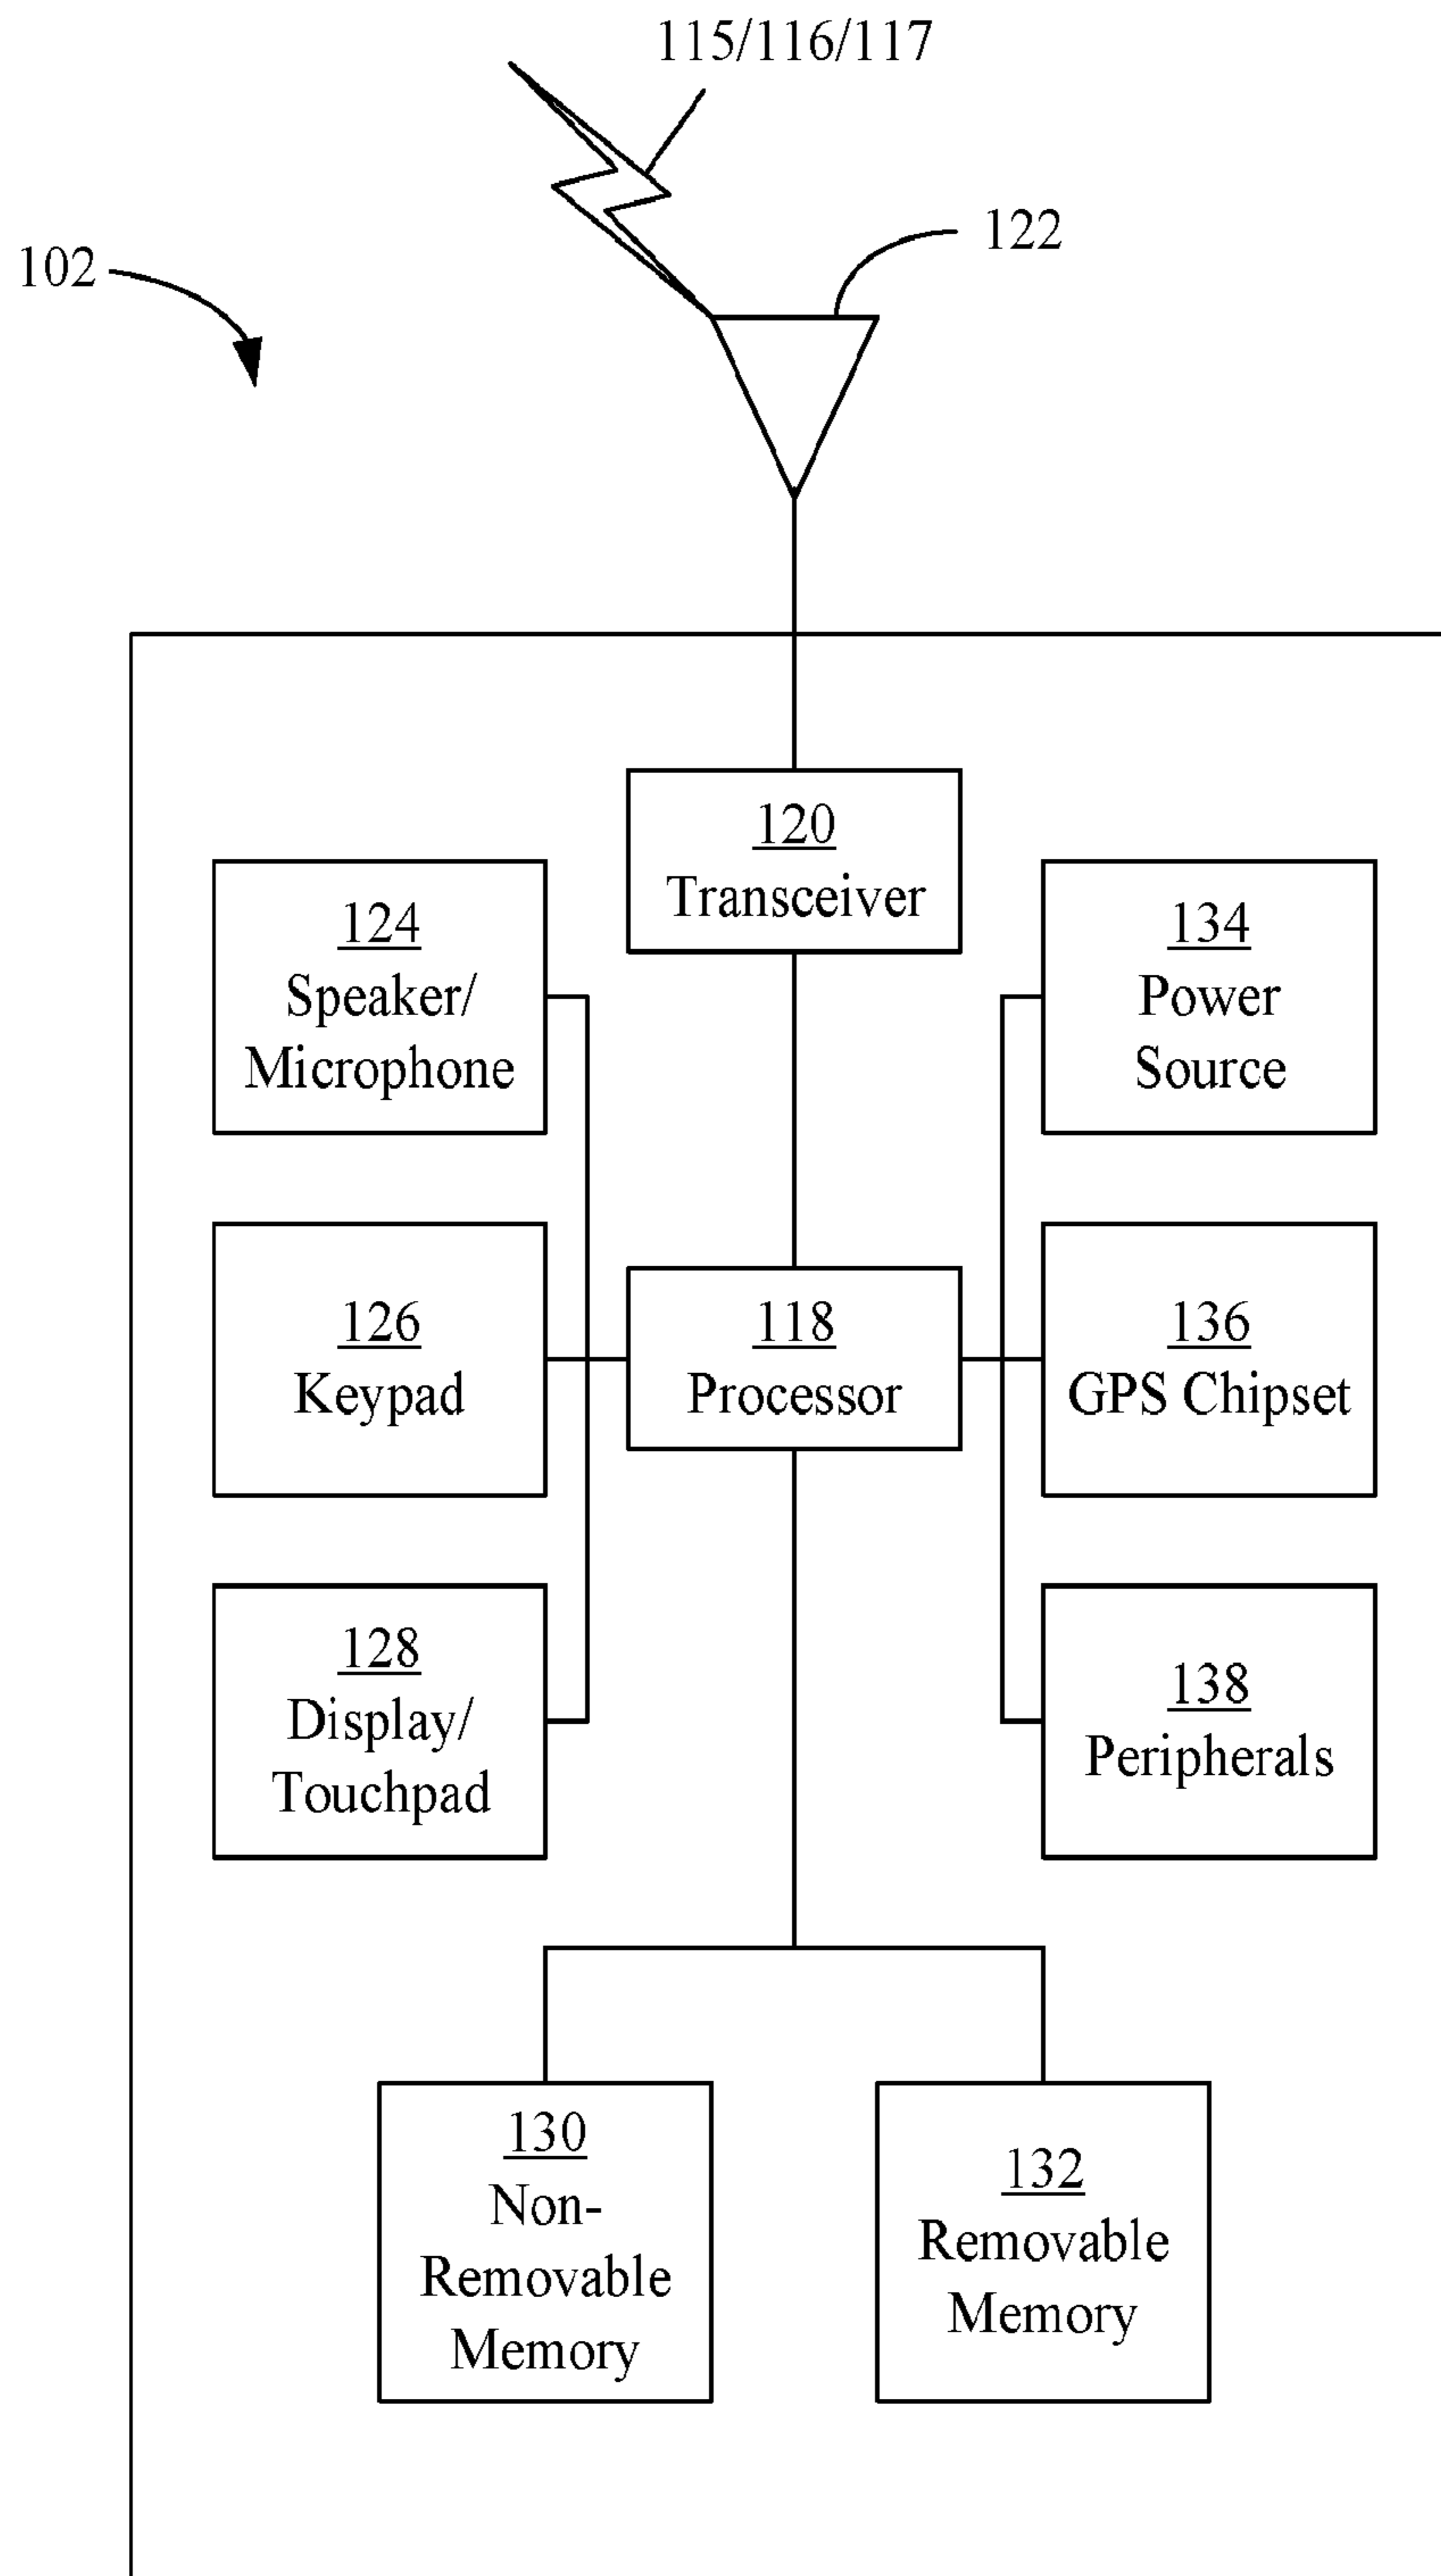 115/116/117
122
102
120
Transceiver
124
Speaker/
Microphone
134
Power
Source
126
Keypad
118
Processor
136
GPS Chipset
128
Display/
Touchpad
138
Peripherals
130
Non-
Removable
Memory
132
Removable
Memory